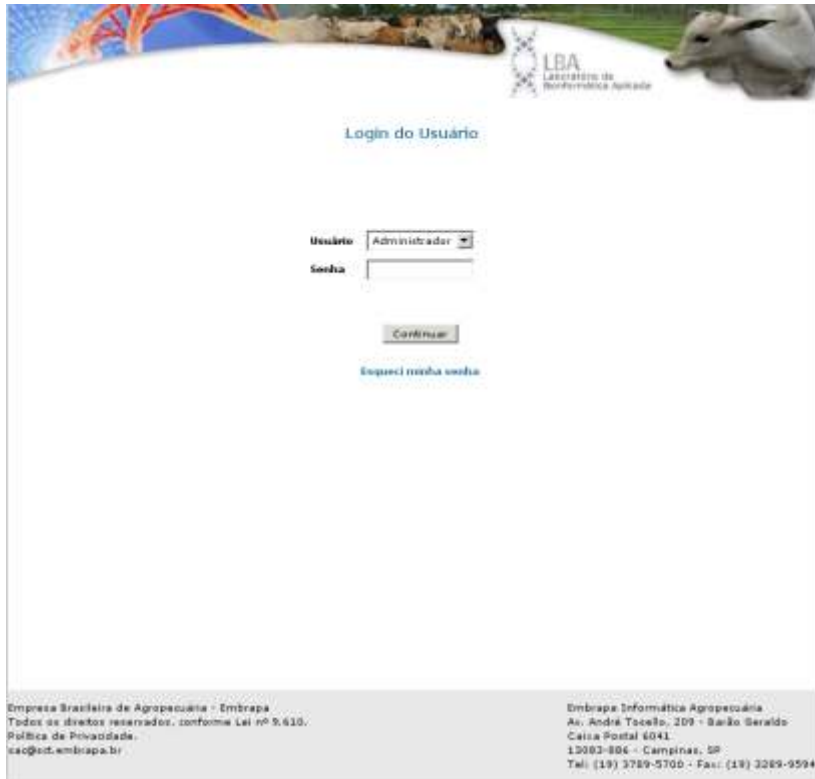 LBA
Laboratório de
Bioinformática Aplicada
Login do Usuário
Usuário Administrador
Senha
Continuar
Esqueci minha senha
Empresa Brasileira de Agropecuária - Embrapa
Todos os direitos reservados, conforme Lei nº 9.610.
Política de Privacidade.
sac@sct.embrapa.br
Embrapa Informática Agropecuária
Av. André Tosello, 209 - Barão Geraldo
Caixa Postal 6041
13083-886 - Campinas, SP
Tel: (19) 3789-5700 - Fax: (19) 3289-9594